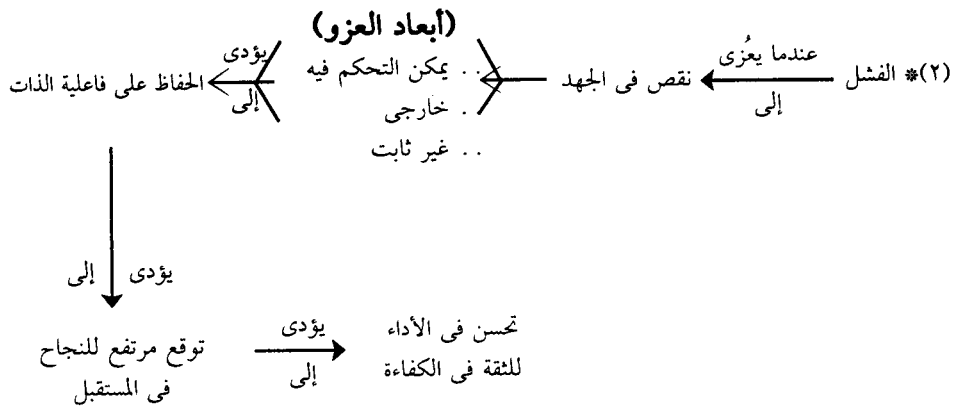 (أبعاد العزو)
(٢)* الفشل عندما يعُزى إلى نقص فى الجهد
. . يمكن التحكم فيه
. خارجى
. . غير ثابت
يؤدى إلى
الحفاظ على فاعلية الذات
يؤدى إلى
توقع مرتفع للنجاح
فى المستقبل
يؤدى
إلى
تحسن فى الأداء
للثقة فى الكفاءة